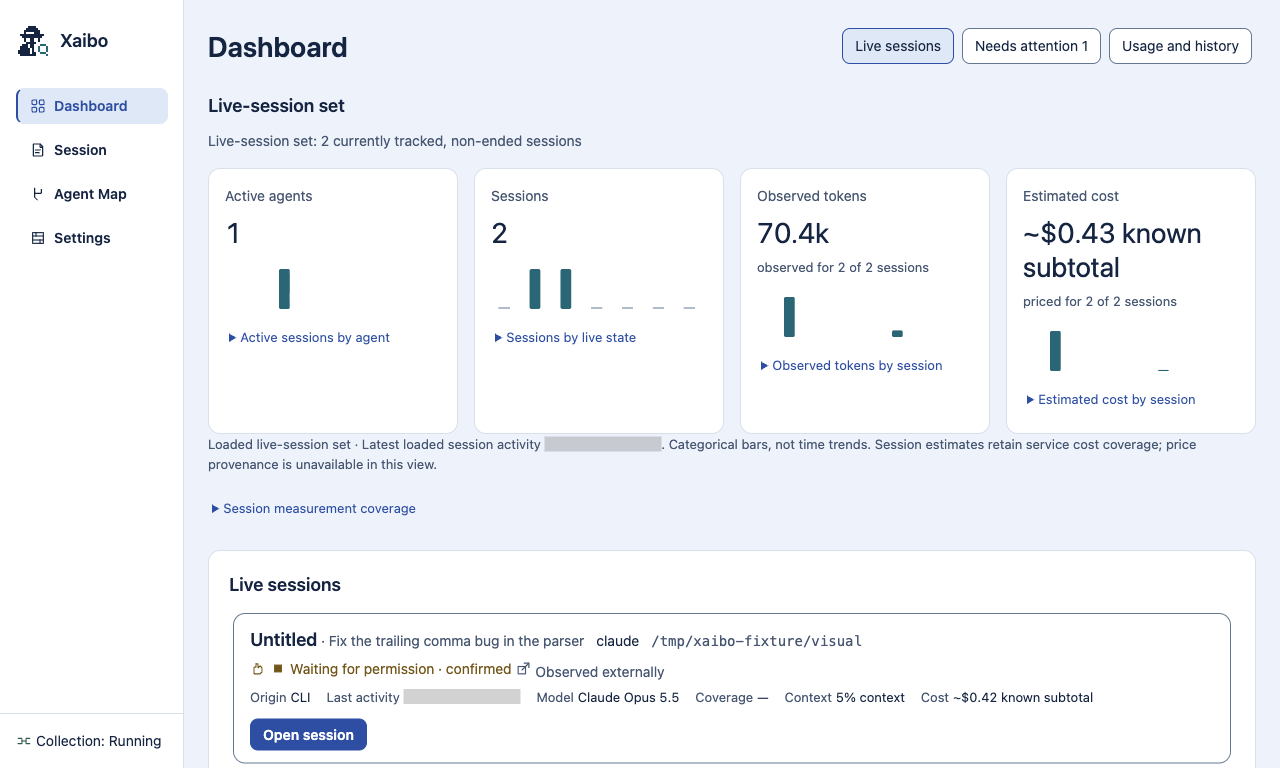 Xaibo
Dashboard
Session
Agent Map
Settings
Collection: Running
Dashboard
Live sessions
Needs attention 1
Usage and history
Live-session set
Live-session set: 2 currently tracked, non-ended sessions
Active agents
1
Active sessions by agent
Sessions
2
Sessions by live state
Observed tokens
70.4k
observed for 2 of 2 sessions
Observed tokens by session
Estimated cost
~$0.43 known
subtotal
priced for 2 of 2 sessions
Estimated cost by session
Loaded live-session set · Latest loaded session activity . Categorical bars, not time trends. Session estimates retain service cost coverage; price
provenance is unavailable in this view.
Session measurement coverage
Live sessions
Untitled · Fix the trailing comma bug in the parser claude /tmp/xaibo-fixture/visual
Waiting for permission · confirmed Observed externally
Origin CLI Last activity Model Claude Opus 5.5 Coverage — Context 5% context Cost ~$0.42 known subtotal
Open session